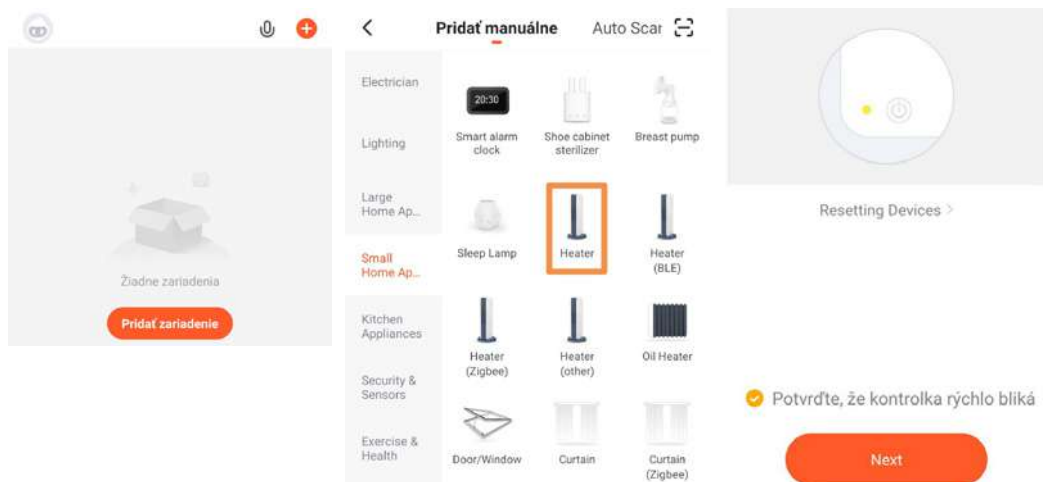 Žiadne zariadenia
Pridať zariadenie
Pridať manuálne Auto Scar
Electrician
Lighting
Large
Home Ap...
Small
Home Ap...
Kitchen
Appliances
Security &
Sensors
Exercise &
Health
20:30
Smart alarm
clock
Shoe cabinet
sterilizer
Breast pump
Sleep Lamp
Heater
Heater
(BLE)
Heater
(Zigbee)
Heater
(other)
Oil Heater
Door/Window
Curtain
Curtain
(Zigbee)
Resetting Devices >
Potvrďte, že kontrolka rýchlo bliká
Next